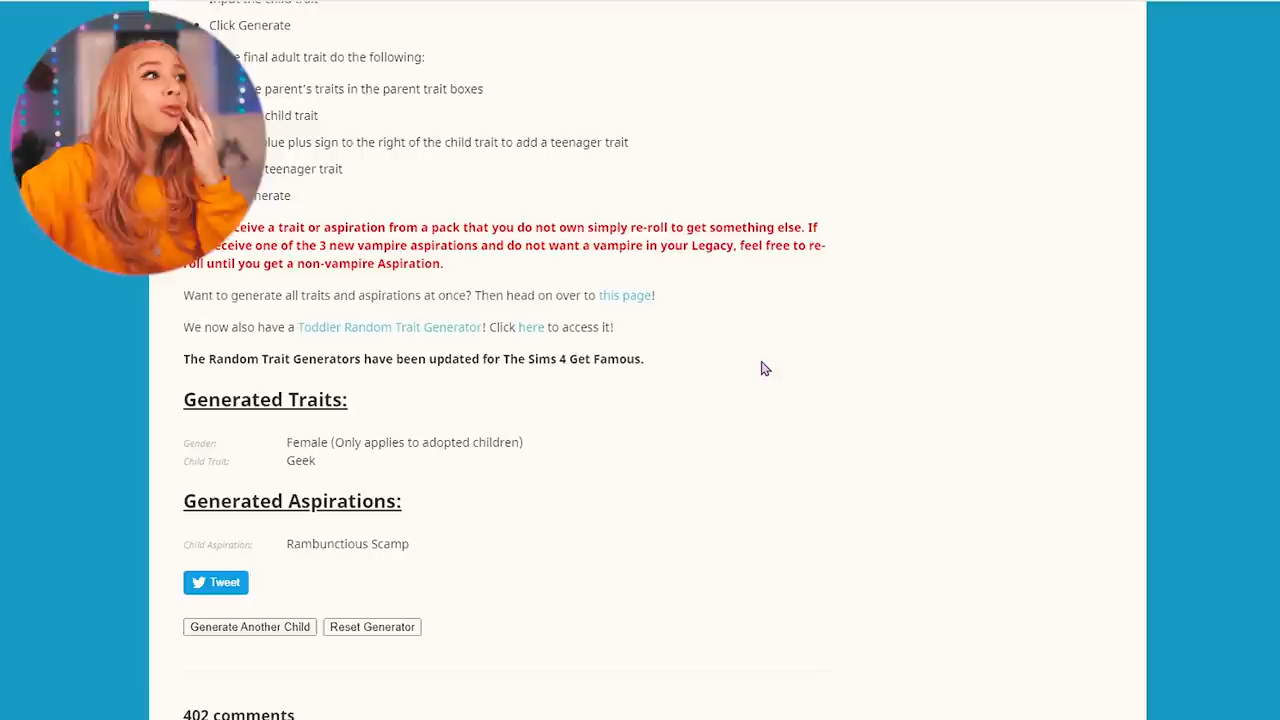 Click Generate
final adult trait do the following:
parent's traits in the parent trait boxes
child trait
plus sign to the right of the child trait to add a teenager trait
teenager trait
a trait or aspiration from a pack that you do not own simply re-roll to get something else. If
one of the 3 new vampire aspirations and do not want a vampire in your Legacy, feel free to re-
roll until you get a non-vampire Aspiration.
Want to generate all traits and aspirations at once? Then head on over to this page!
We now also have a Toddler Random Trait Generator! Click here to access it!
The Random Trait Generators have been updated for The Sims 4 Get Famous.
Generated Traits:
Gender: Female (Only applies to adopted children)
Child Trait: Geek
Generated Aspirations:
Child Aspiration: Rambunctious Scamp
Tweet
Generate Another Child Reset Generator
402 comments